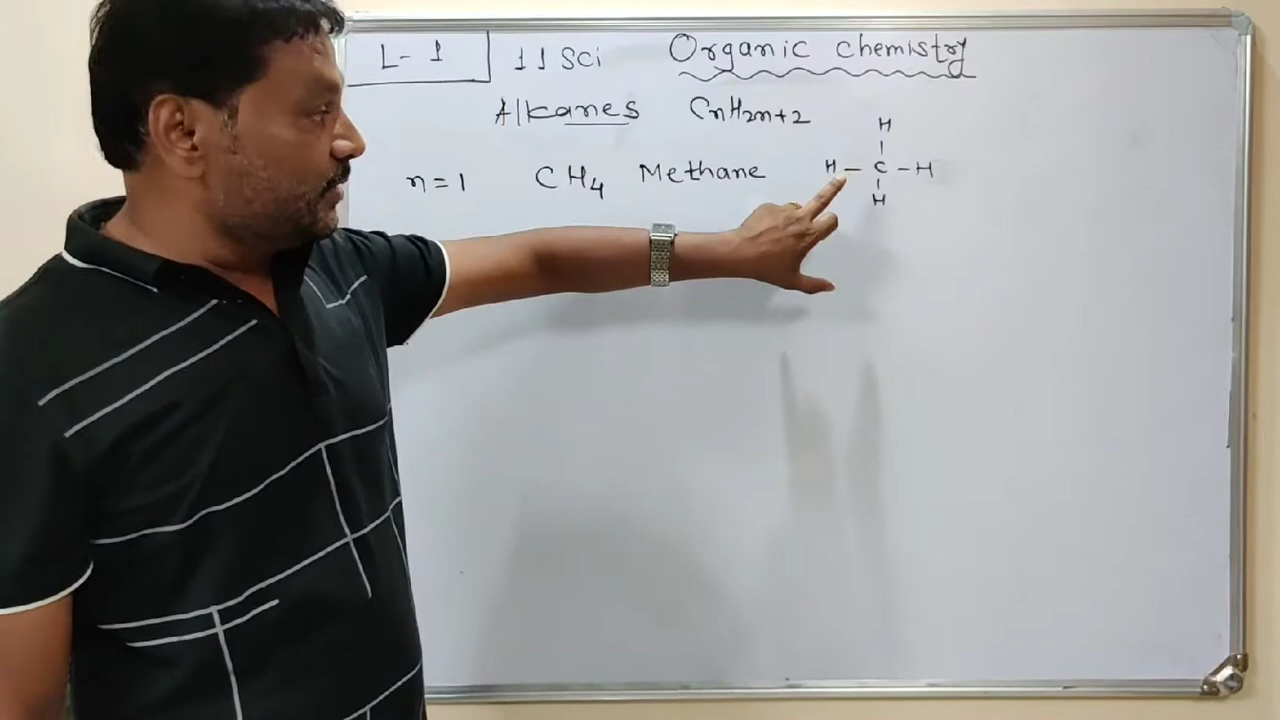 L-1 11 Sci Organic chemistry
Alkanes CnH2n+2
H
n=1 CH4 Methane H-C-H
H